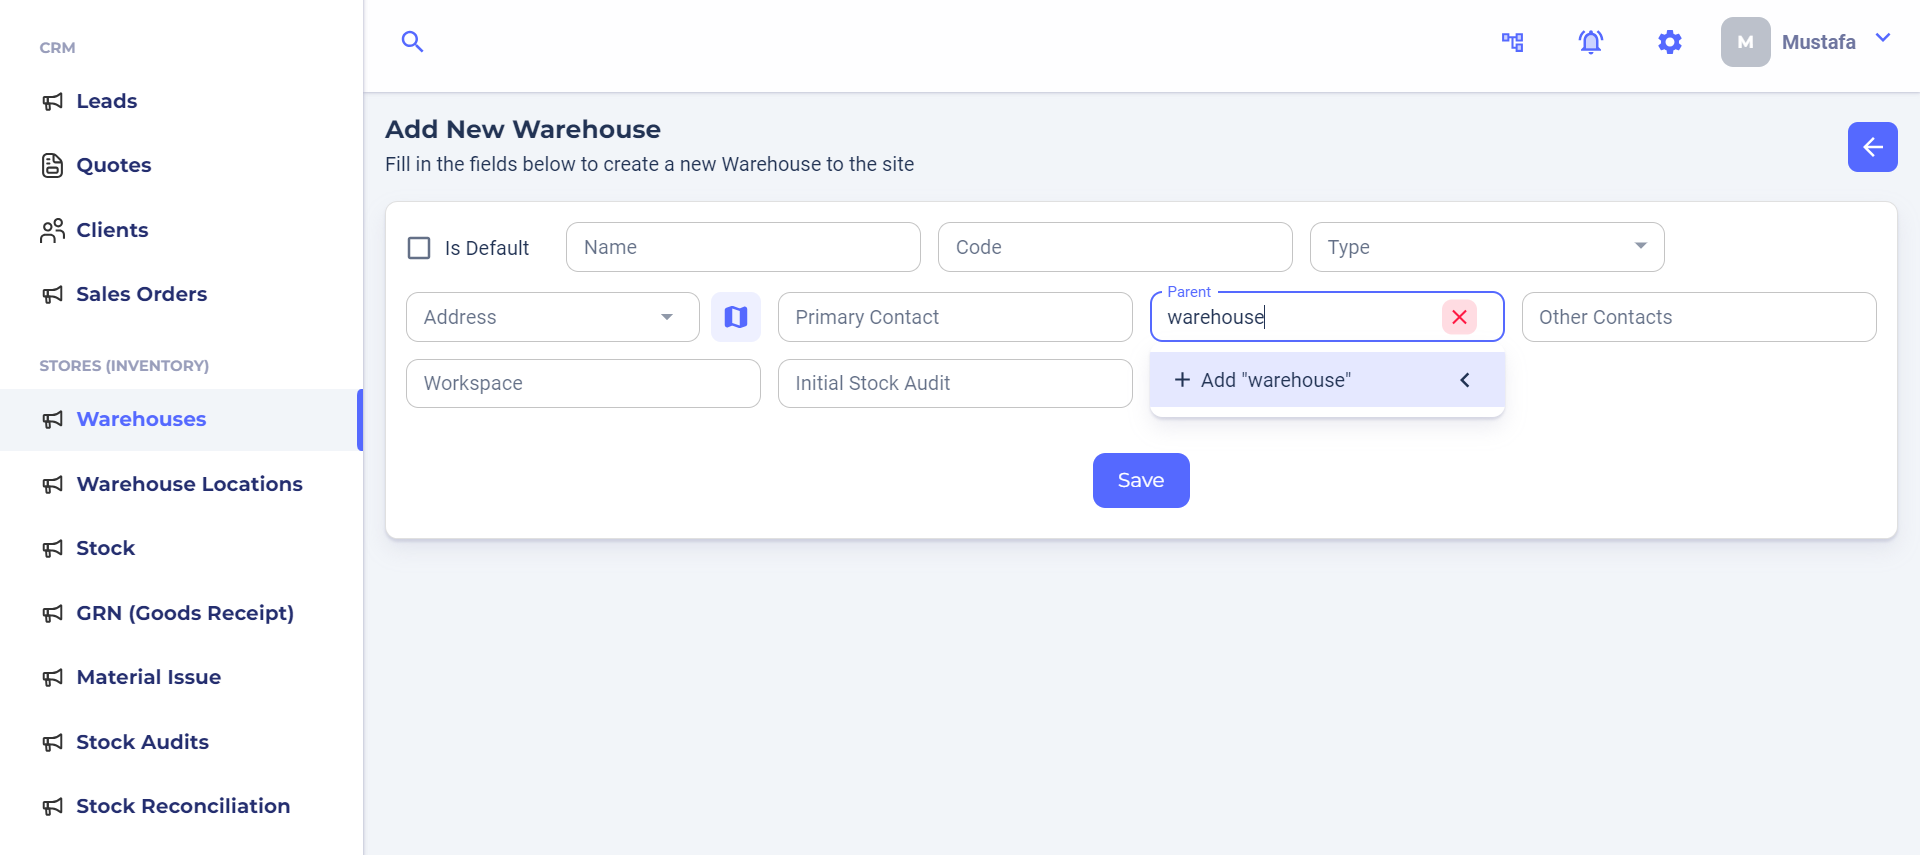 CRM
Leads
Quotes
Clients
Sales Orders
STORES (INVENTORY)
Warehouses
Warehouse Locations
Stock
GRN (Goods Receipt)
Material Issue
Stock Audits
Stock Reconciliation
M Mustafa
Add New Warehouse
Fill in the fields below to create a new Warehouse to the site
Is Default Name Code Type
Parent
Address Primary Contact warehouse Other Contacts
Workspace Initial Stock Audit Add "warehouse"
Save